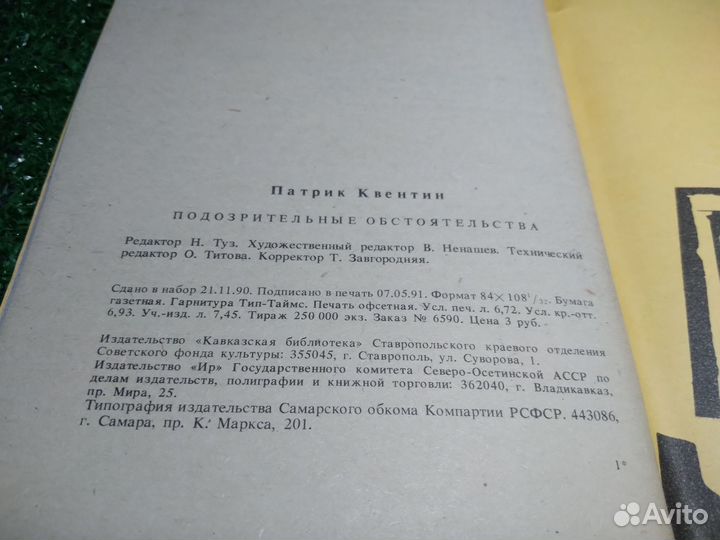 Патрик Квентин
ПОДОЗРИТЕЛЬНЫЕ ОБСТОЯТЕЛЬСТВА
Редактор Н. Туз. Художественный редактор В. Ненашев. Технический
редактор О. Титова. Корректор Т. Завгородняя.
Сдано в набор 21.11.90. Подписано в печать 07.05.91. Формат 84×108¹/₃₂. Бумага
газетная. Гарнитура Тип-Таймс. Печать офсетная. Усл. печ. л. 6,72. Усл. кр.-отт.
6,93. Уч.-изд. л. 7,45. Тираж 250 000 экз. Заказ № 6590. Цена 3 руб.
Издательство «Кавказская библиотека» Ставропольского краевого отделения
Советского фонда культуры: 355045, г. Ставрополь, ул. Суворова, 1.
Издательство «Ир» Государственного комитета Северо-Осетинской АССР по
делам издательств, полиграфии и книжной торговли: 362040, г. Владикавказ,
пр. Мира, 25.
Типография издательства Самарского обкома Компартии РСФСР. 443086,
г. Самара, пр. К. Маркса, 201.
1*
Avito